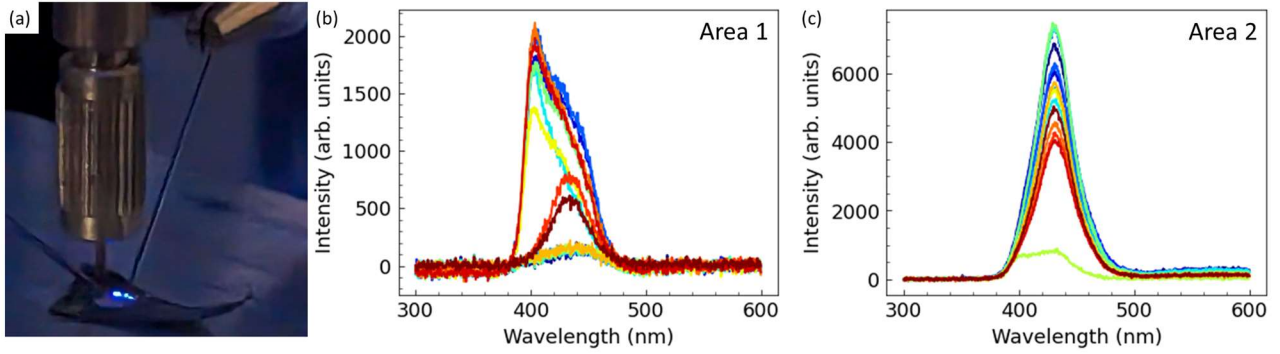 (a)
(b)
Area 1
Intensity (arb. units)
2000
1500
1000
500
0
300
400
500
600
Wavelength (nm)
(c)
Area 2
Intensity (arb. units)
6000
4000
2000
0
300
400
500
600
Wavelength (nm)